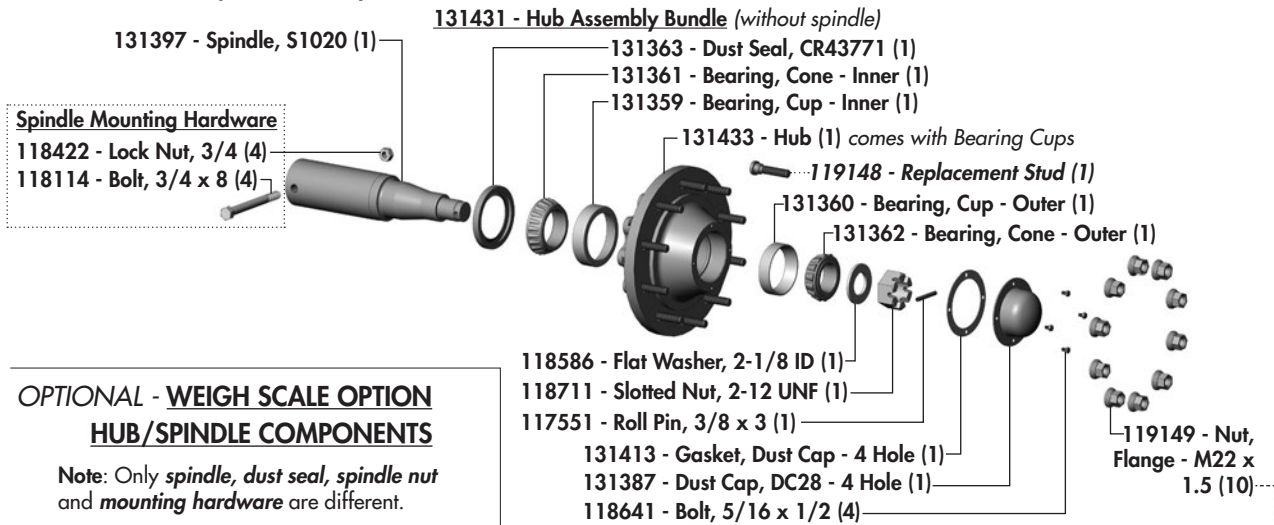 131431 - Hub Assembly Bundle (without spindle)
131397 - Spindle, S1020 (1)
131363 - Dust Seal, CR43771 (1)
131361 - Bearing, Cone - Inner (1)
131359 - Bearing, Cup - Inner (1)
Spindle Mounting Hardware
118422 - Lock Nut, 3/4 (4)
118114 - Bolt, 3/4 x 8 (4)
131433 - Hub (1) comes with Bearing Cups
119148 - Replacement Stud (1)
131360 - Bearing, Cup - Outer (1)
131362 - Bearing, Cone - Outer (1)
118586 - Flat Washer, 2-1/8 ID (1)
118711 - Slotted Nut, 2-12 UNF (1)
117551 - Roll Pin, 3/8 x 3 (1)
131413 - Gasket, Dust Cap - 4 Hole (1)
131387 - Dust Cap, DC28 - 4 Hole (1)
118641 - Bolt, 5/16 x 1/2 (4)
119149 - Nut,
Flange - M22 x
1.5 (10)
OPTIONAL - WEIGH SCALE OPTION
HUB/SPINDLE COMPONENTS
Note: Only spindle, dust seal, spindle nut
and mounting hardware are different.